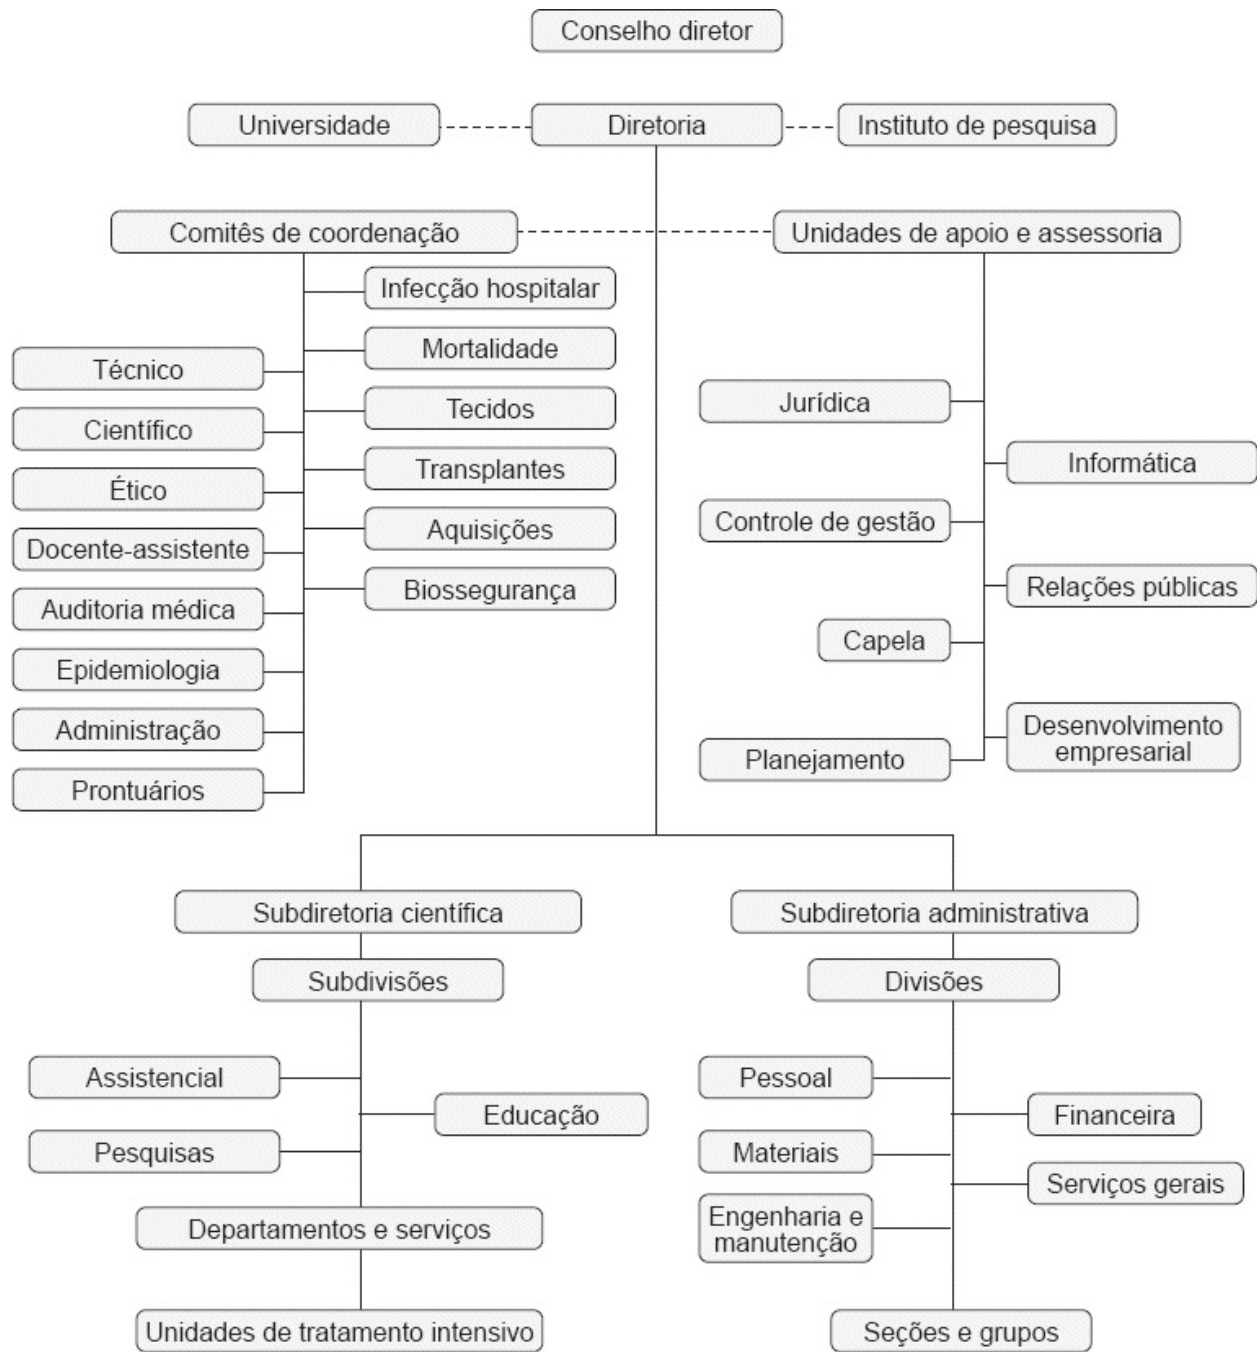 Conselho diretor
Universidade
Diretoria
Instituto de pesquisa
Comitês de coordenação
Unidades de apoio e assessoria
Infecção hospitalar
Mortalidade
Técnico
Tecidos
Científico
Transplantes
Ético
Aquisições
Docente-assistente
Biossegurança
Auditoria médica
Epidemiologia
Administração
Prontuários
Jurídica
Informática
Controle de gestão
Relações públicas
Capela
Desenvolvimento
empresarial
Planejamento
Subdiretoria científica
Subdivisões
Assistencial
Educação
Pesquisas
Departamentos e serviços
Unidades de tratamento intensivo
Subdiretoria administrativa
Divisões
Pessoal
Financeira
Materiais
Serviços gerais
Engenharia e
manutenção
Seções e grupos